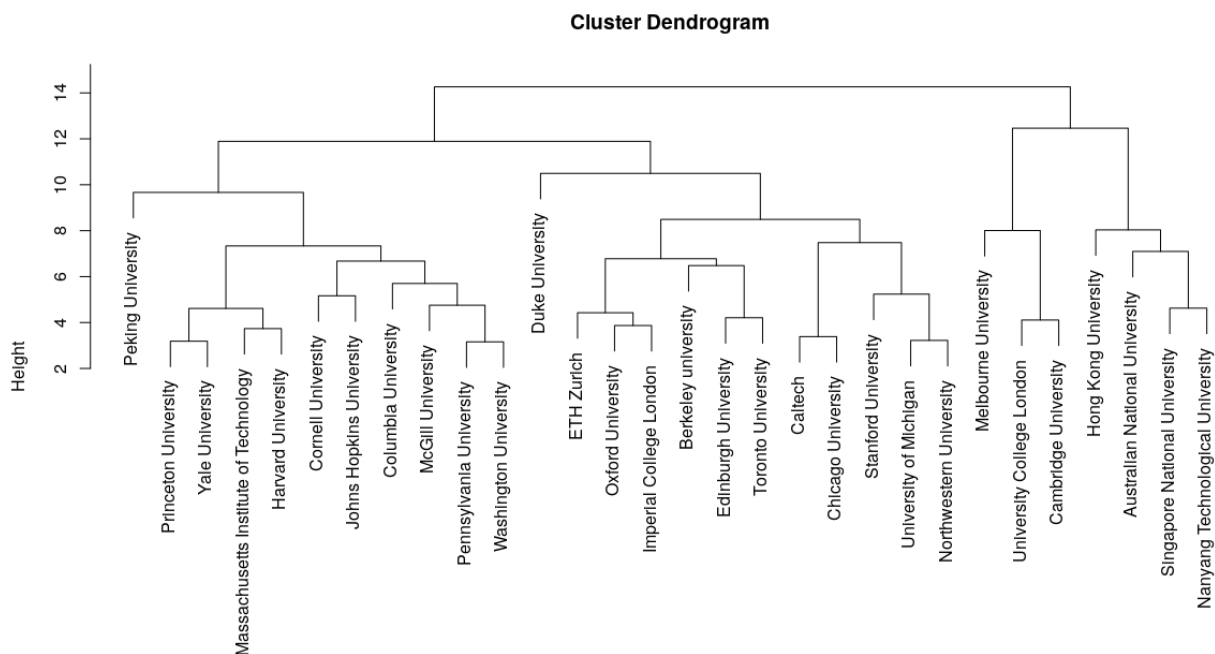 Cluster Dendrogram
Height
14
12
10
8
6
4
2
Peking University
Princeton University
Yale University
Massachusetts Institute of Technology
Harvard University
Cornell University
Johns Hopkins University
Columbia University
McGill University
Pennsylvania University
Washington University
Duke University
ETH Zurich
Oxford University
Imperial College London
Berkeley university
Edinburgh University
Toronto University
Caltech
Chicago University
Stanford University
University of Michigan
Northwestern University
Melbourne University
University College London
Cambridge University
Hong Kong University
Australian National University
Singapore National University
Nanyang Technological University